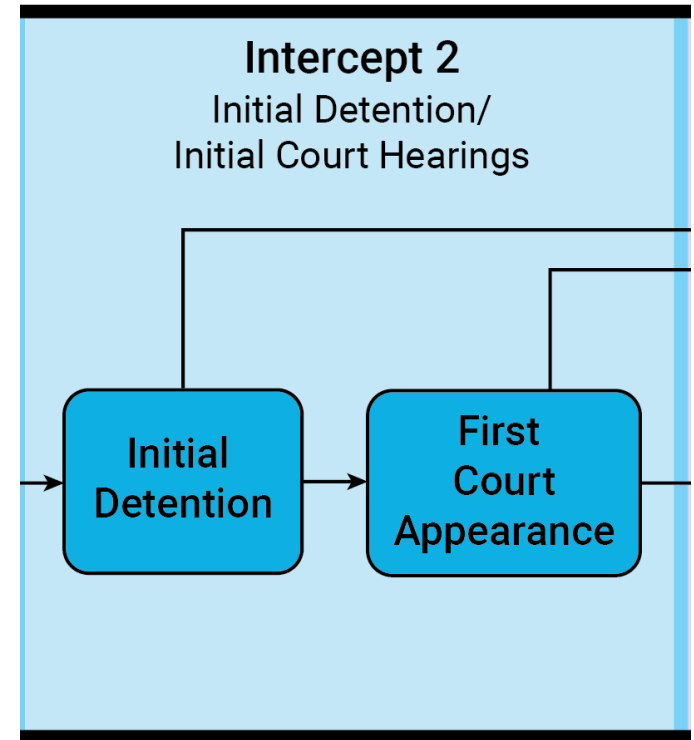 Intercept 2
Initial Detention/
Initial Court Hearings
Initial
Detention
First
Court
Appearance